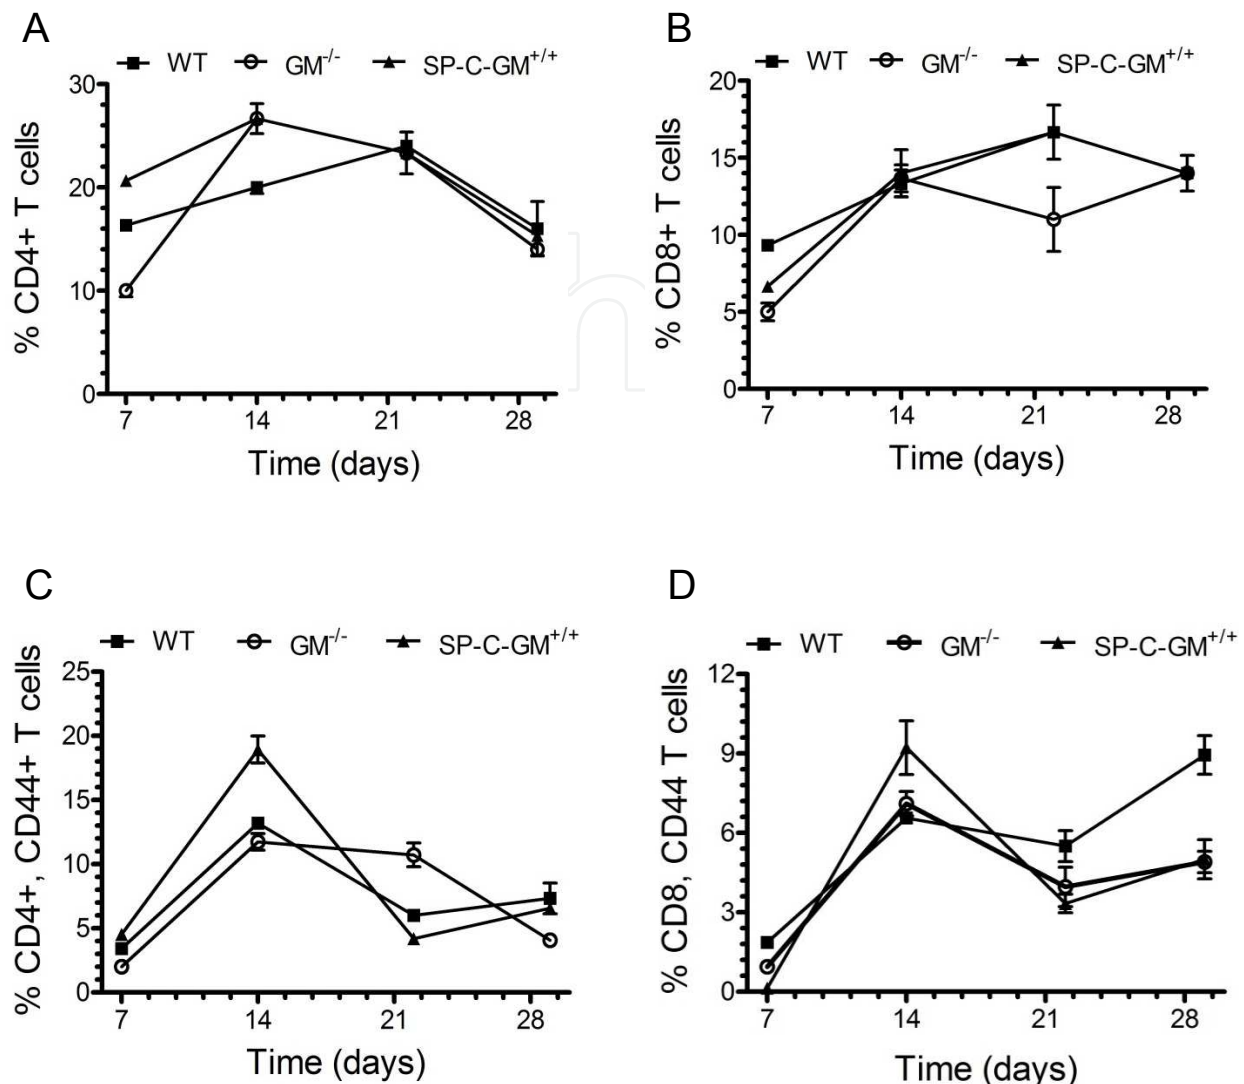 A
WT GM-/- SP-C-GM+/+
% CD4+ T cells
30
20
10
0
7 14 21 28
Time (days)
B
WT GM-/- SP-C-GM+/+
% CD8+ T cells
20
15
10
5
0
7 14 21 28
Time (days)
C
WT GM-/- SP-C-GM+/+
% CD4+, CD44+ T cells
25
20
15
10
5
0
7 14 21 28
Time (days)
D
WT GM-/- SP-C-GM+/+
% CD8, CD44 T cells
12
9
6
3
0
7 14 21 28
Time (days)